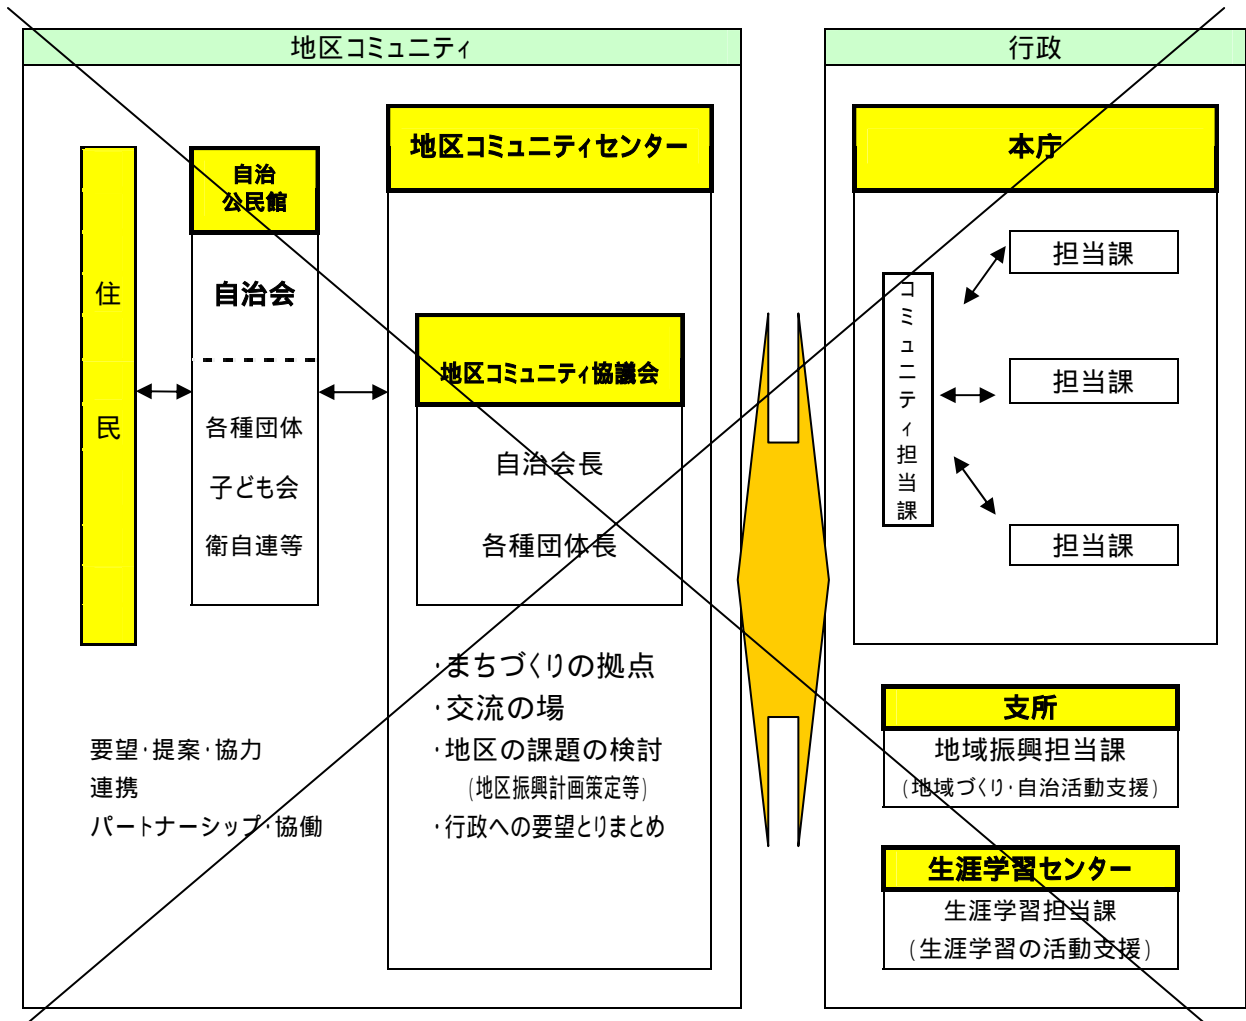 地区コミュニティ
住民
自治
公民館
自治会
各種団体
子ども会
衛自連等
地区コミュニティセンター
地区コミュニティ協議会
自治会長
各種団体長
・まちづくりの拠点
・交流の場
・地区の課題の検討
(地区振興計画策定等)
・行政への要望とりまとめ
要望・提案・協力
連携
パートナーシップ・協働
行政
本庁
コミュニティ担当課
担当課
担当課
担当課
支所
地域振興担当課
(地域づくり・自治活動支援)
生涯学習センター
生涯学習担当課
(生涯学習の活動支援)